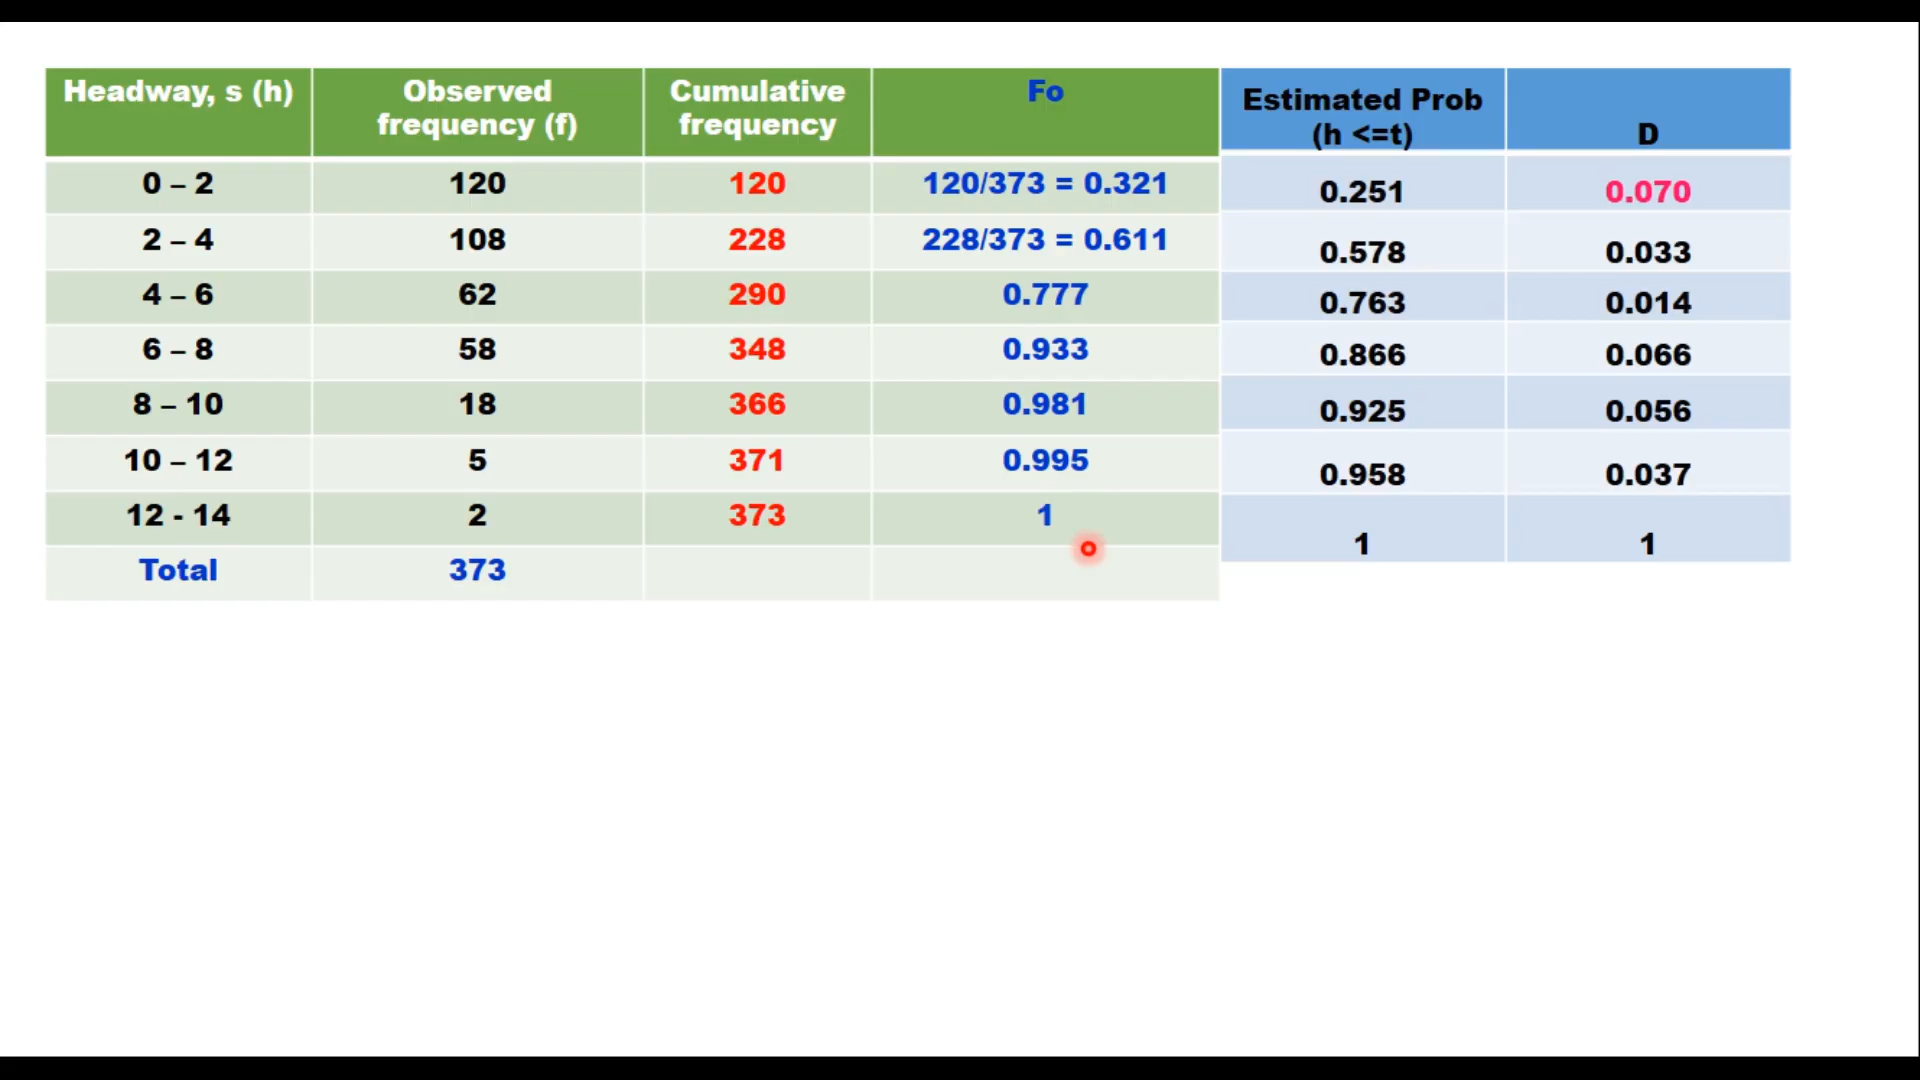 Headway, s (h) Observed frequency (f) Cumulative frequency Fo Estimated Prob (h <=t) D
0 – 2 120 120 120/373 = 0.321 0.251 0.070
2 – 4 108 228 228/373 = 0.611 0.578 0.033
4 – 6 62 290 0.777 0.763 0.014
6 – 8 58 348 0.933 0.866 0.066
8 – 10 18 366 0.981 0.925 0.056
10 – 12 5 371 0.995 0.958 0.037
12 - 14 2 373 1 1 1
Total 373